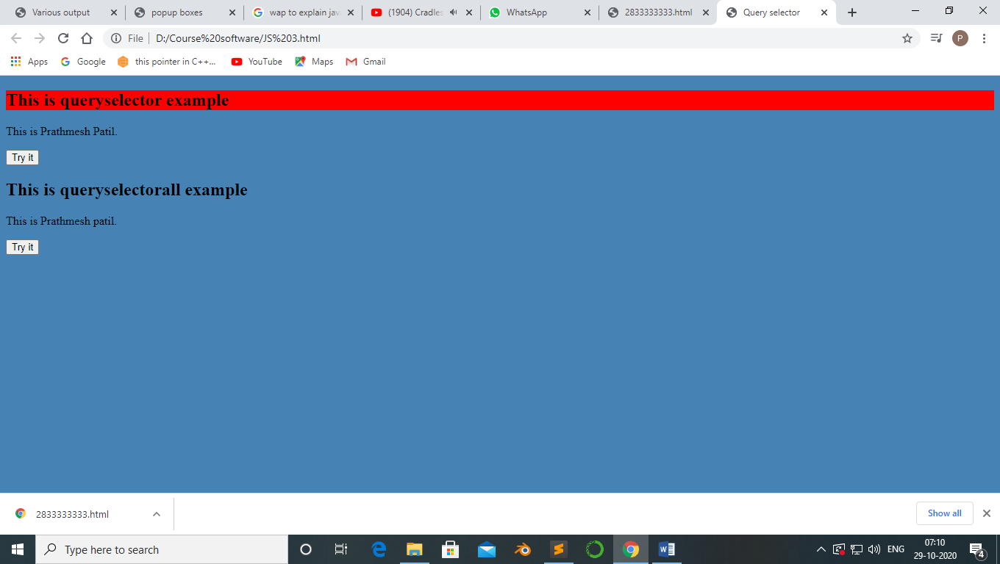 Various output
popup boxes
wap to explain jav
(1904) Cradles
WhatsApp
2833333333.html
Query selector
File D:/Course%20software/JS%203.html
P
Apps Google this pointer in C++... YouTube Maps Gmail
This is queryselector example
This is Prathmesh Patil.
Try it
This is queryselectorall example
This is Prathmesh patil.
Try it
2833333333.html
Show all
Type here to search
ENG
07:10
29-10-2020
4